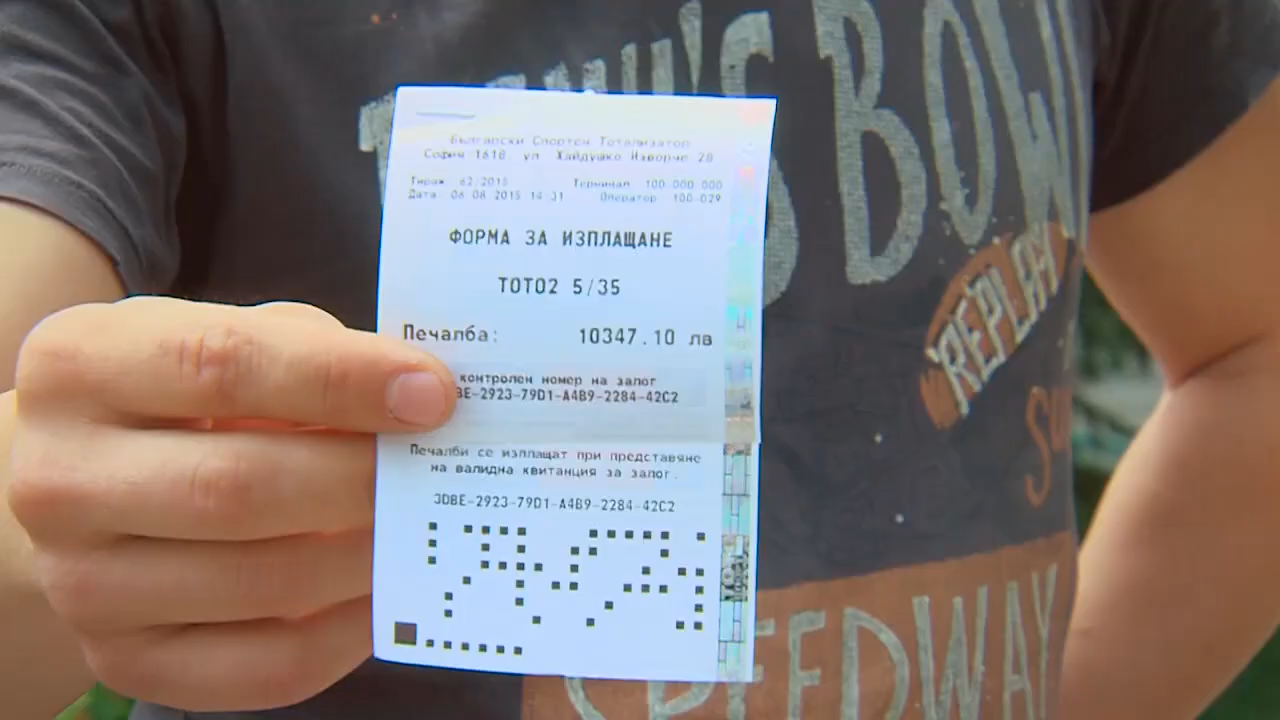 Български Спортен Тотализатор
София 1618 ул Хайдушко Изворче 28
Тираж 62/2015 Терминал 100.000.000
Дата 06.08.2015 14:31 Оператор 100-029
ФОРМА ЗА ИЗПЛАЩАНЕ
ТОТО2 5/35
Печалба: 10347.10 лв
контролен номер на залог
BE-2923-79D1-A4B9-2284-42C2
Печалби се изплащат при представяне
на валидна квитанция за залог.
3DBE-2923-79D1-A4B9-2284-42C2
'S BOW
REPLAY
SPEEDWAY